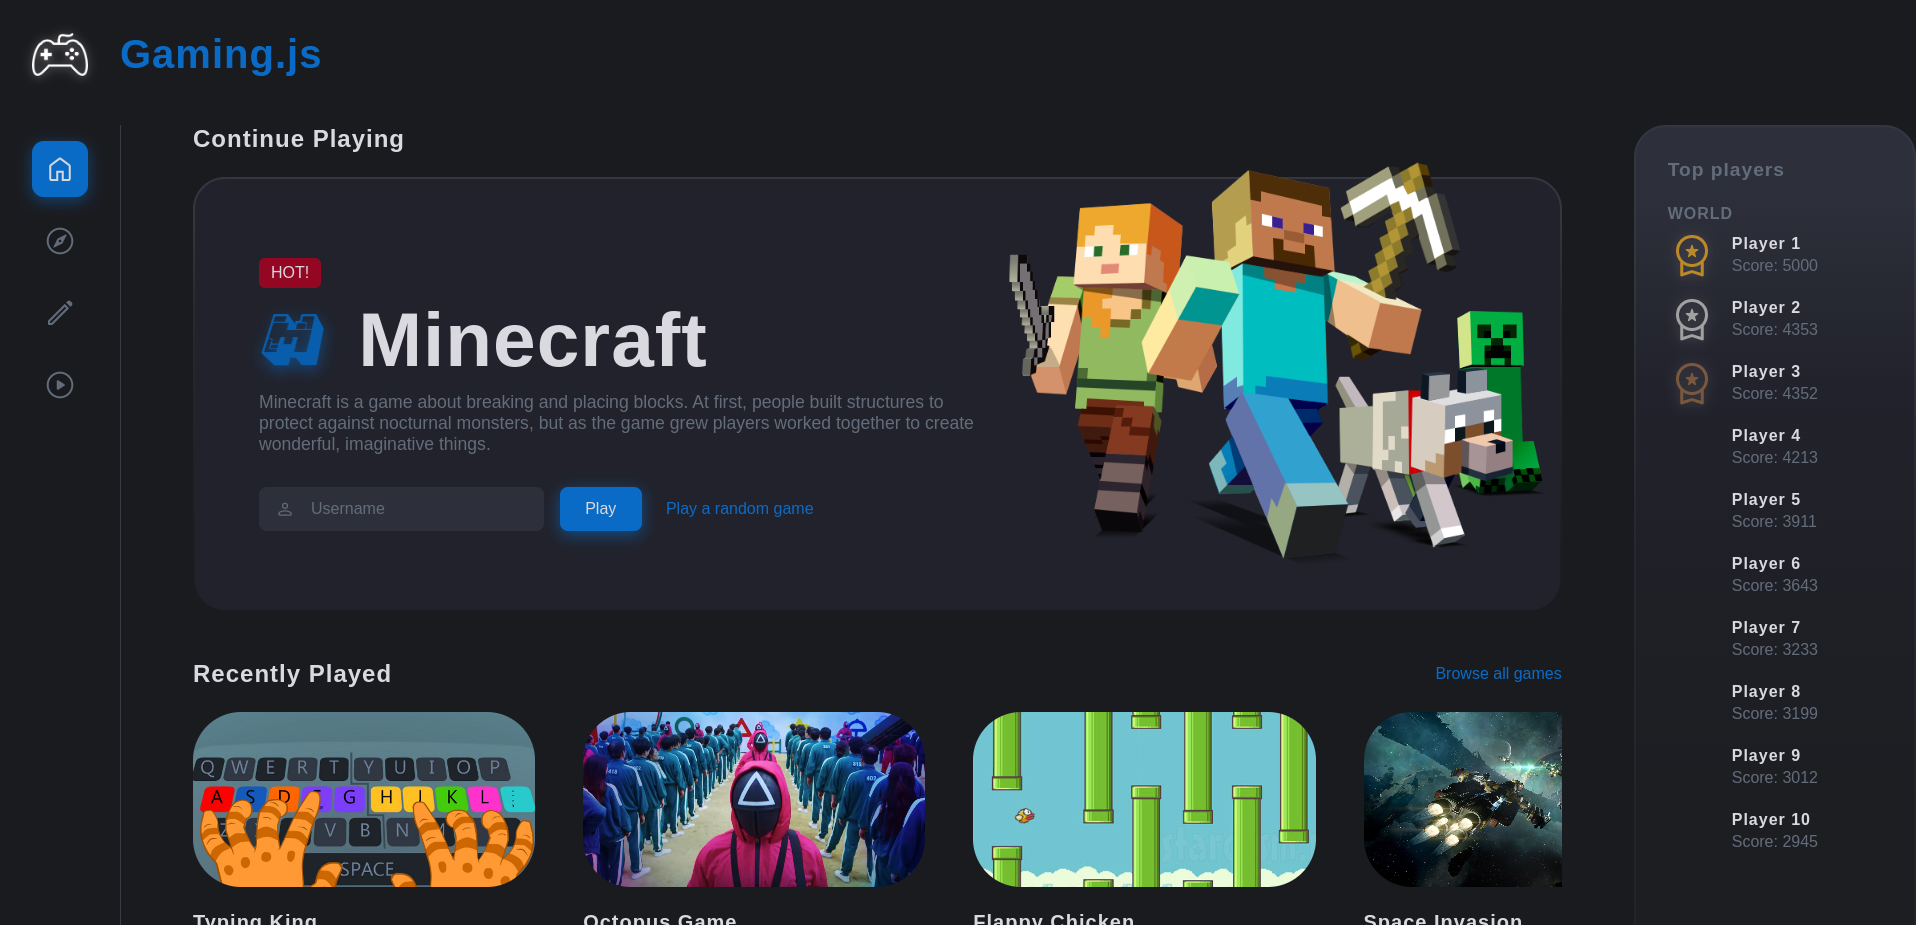 Gaming.js
Continue Playing
HOT!
Minecraft
Minecraft is a game about breaking and placing blocks. At first, people built structures to
protect against nocturnal monsters, but as the game grew players worked together to create
wonderful, imaginative things.
Username
Play
Play a random game
Recently Played
Browse all games
Q W E R T Y U I O P
A S D G H J K L
V B N
SPACE
Typing King
Octopus Game
Flappy Chicken
Space Invasion
Top players
WORLD
Player 1
Score: 5000
Player 2
Score: 4353
Player 3
Score: 4352
Player 4
Score: 4213
Player 5
Score: 3911
Player 6
Score: 3643
Player 7
Score: 3233
Player 8
Score: 3199
Player 9
Score: 3012
Player 10
Score: 2945